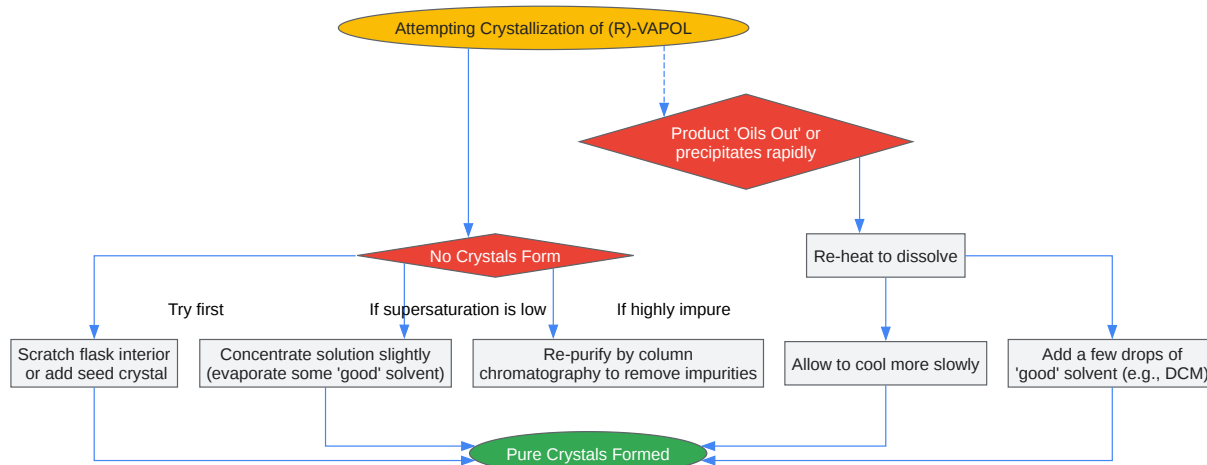 Attempting Crystallization of (R)-VAPOL
Product 'Oils Out' or
precipitates rapidly
No Crystals Form
Re-heat to dissolve
Try first
If supersaturation is low
If highly impure
Scratch flask interior
or add seed crystal
Concentrate solution slightly
(evaporate some 'good' solvent)
Re-purify by column
chromatography to remove impurities
Allow to cool more slowly
Add a few drops of
'good' solvent (e.g., DCM)
Pure Crystals Formed